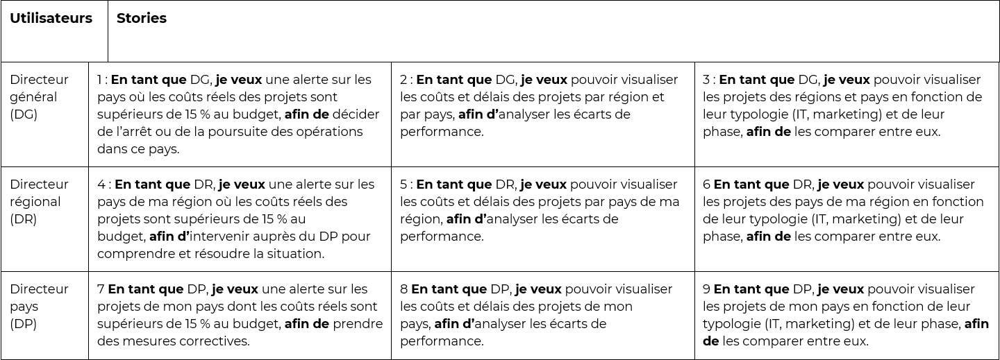 Utilisateurs
Stories
Directeur
général
(DG)
1 : En tant que DG, je veux une alerte sur les
pays où les coûts réels des projets sont
supérieurs de 15 % au budget, afin de décider
de l’arrêt ou de la poursuite des opérations
dans ce pays.
2 : En tant que DG, je veux pouvoir visualiser
les coûts et délais des projets par région et
par pays, afin d’analyser les écarts de
performance.
3 : En tant que DG, je veux pouvoir visualiser
les projets des régions et pays en fonction de
leur typologie (IT, marketing) et de leur
phase, afin de les comparer entre eux.
Directeur
régional
(DR)
4 : En tant que DR, je veux une alerte sur les
pays de ma région où les coûts réels des
projets sont supérieurs de 15 % au
budget, afin d’intervenir auprès du DP pour
comprendre et résoudre la situation.
5 : En tant que DR, je veux pouvoir visualiser
les coûts et délais des projets par pays de ma
région, afin d’analyser les écarts de
performance.
6 En tant que DR, je veux pouvoir visualiser
les projets des pays de ma région en fonction
de leur typologie (IT, marketing) et de leur
phase, afin de les comparer entre eux.
Directeur
pays
(DP)
7 En tant que DP, je veux une alerte sur les
projets de mon pays dont les coûts réels sont
supérieurs de 15 % au budget, afin de prendre
des mesures correctives.
8 En tant que DP, je veux pouvoir visualiser
les coûts et délais des projets de mon
pays, afin d’analyser les écarts de
performance.
9 En tant que DP, je veux pouvoir visualiser
les projets de mon pays en fonction de leur
typologie (IT, marketing) et de leur phase, afin
de les comparer entre eux.